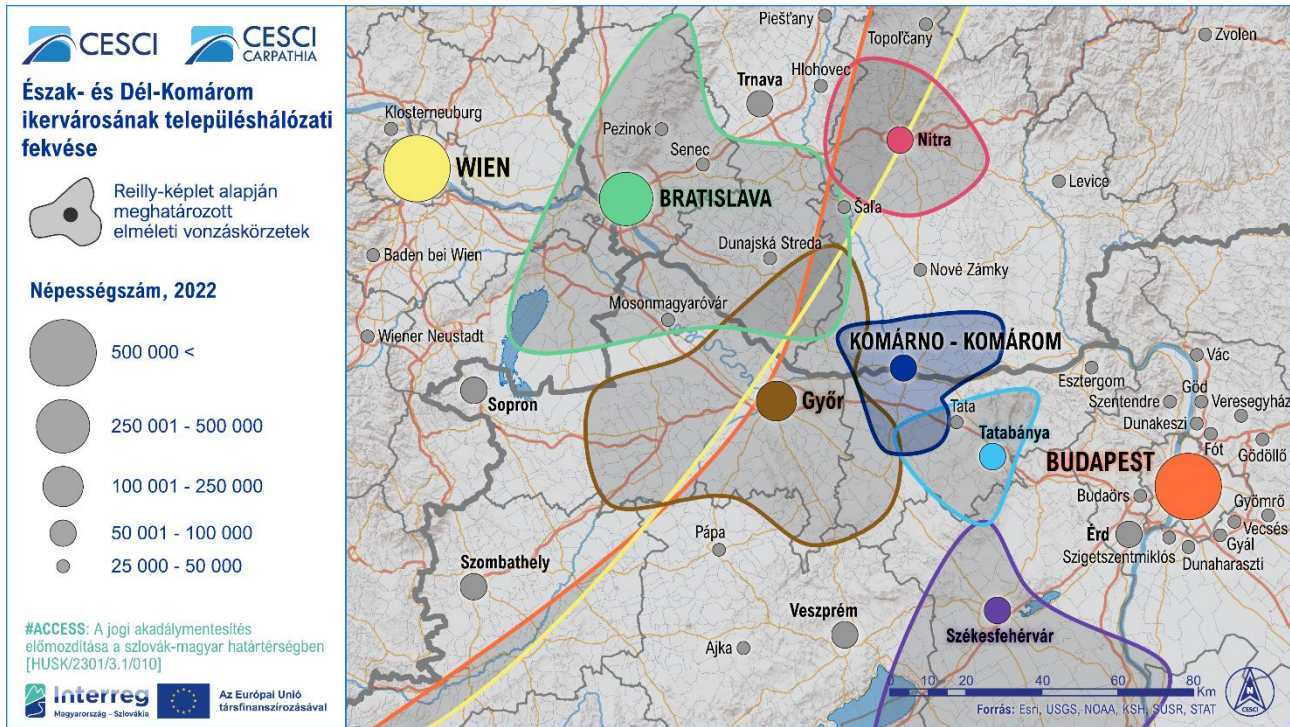 CESCI
CESCI
CARPATHIA
Észak- és Dél-Komárom
ikervárosának településhálózati
fekvése
Reilly-képlet alapján
meghatározott
elméleti vonzáskörzetek
Népességszám, 2022
500 000 <
250 001 - 500 000
100 001 - 250 000
50 001 - 100 000
25 000 - 50 000
#ACCESS: A jogi akadálymentesítés
előmozdítása a szlovák-magyar határtérségben
[HUSK/2301/3.1/010]
Interreg
Magyarország – Szlovákia
Az Európai Unió
társfinanszírozásával
Piešťany
Topoľčany
Zvolen
Hlohovec
Trnava
Klosterneuburg
Pezinok
Nitra
Senec
WIEN
BRATISLAVA
Levice
Šaľa
Dunajská Streda
Baden bei Wien
Nové Zámky
Mosonmagyaróvár
Wiener Neustadt
KOMÁRNO - KOMÁROM
Vác
Esztergom
Göd
Sopron
Győr
Szentendre
Veresegyház
Tata
Dunakeszi
Tatabánya
Fót
Gödöllő
BUDAPEST
Budaörs
Gyömrő
Érd
Vecsés
Pápa
Gyál
Szigetszentmiklós
Dunaharaszti
Szombathely
Veszprém
Székesfehérvár
Ajka
0 10 20 40 60 80
Km
Forrás: Esri, USGS, NOAA, KSH, SUSR, STAT
N
CESCI